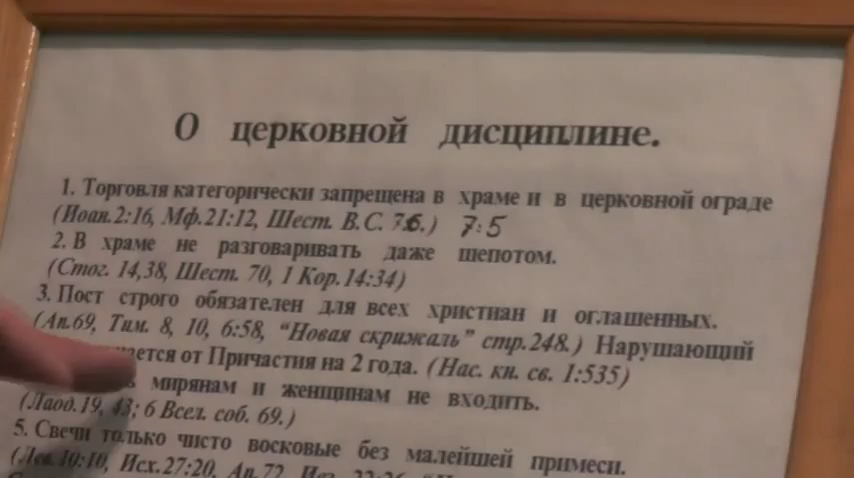 О церковной дисциплине.
1. Торговля категорически запрещена в храме и в церковной ограде
(Иоан.2:16, Мф.21:12, Шест. В.С. 76.) 7:5
2. В храме не разговаривать даже шепотом.
(Стог. 14,38, Шест. 70, 1 Кор.14:34)
3. Пост строго обязателен для всех христиан и оглашенных.
(Ап.69, Тим. 8, 10, 6:58, "Новая скрижаль" стр.248.) Нарушающий
от Причастия на 2 года. (Нас. кн. св. 1:535)
мирянам и женщинам не входить.
(Лаод.19, 43; 6 Всел. соб. 69.)
5. Свечи только чисто восковые без малейшей примеси.
(Лев.10:10, Исх.27:20, Ап.72